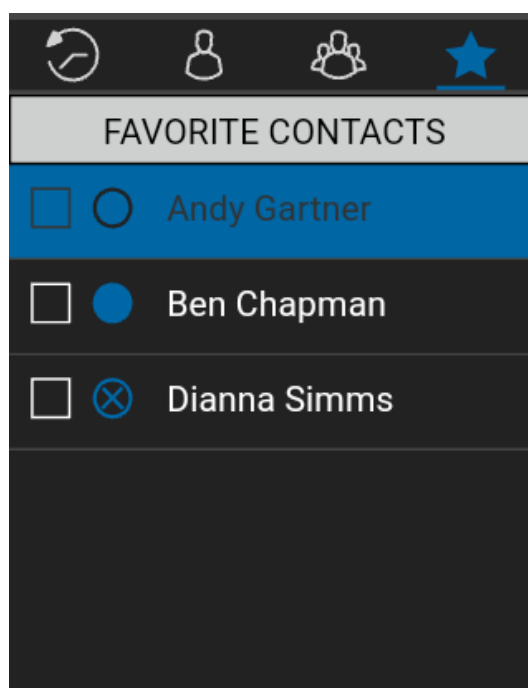 FAVORITE CONTACTS
Andy Gartner
Ben Chapman
Dianna Simms